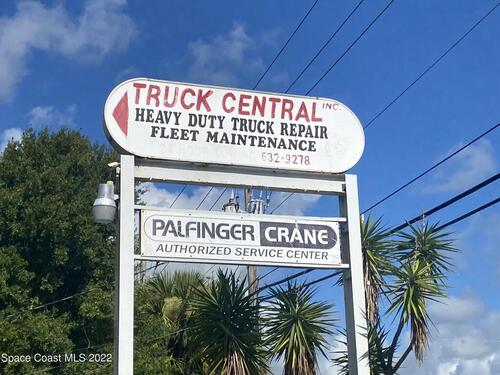 TRUCK CENTRAL INC.
HEAVY DUTY TRUCK REPAIR
FLEET MAINTENANCE
632-9278
PALFINGER CRANE
AUTHORIZED SERVICE CENTER
Space Coast MLS 2022